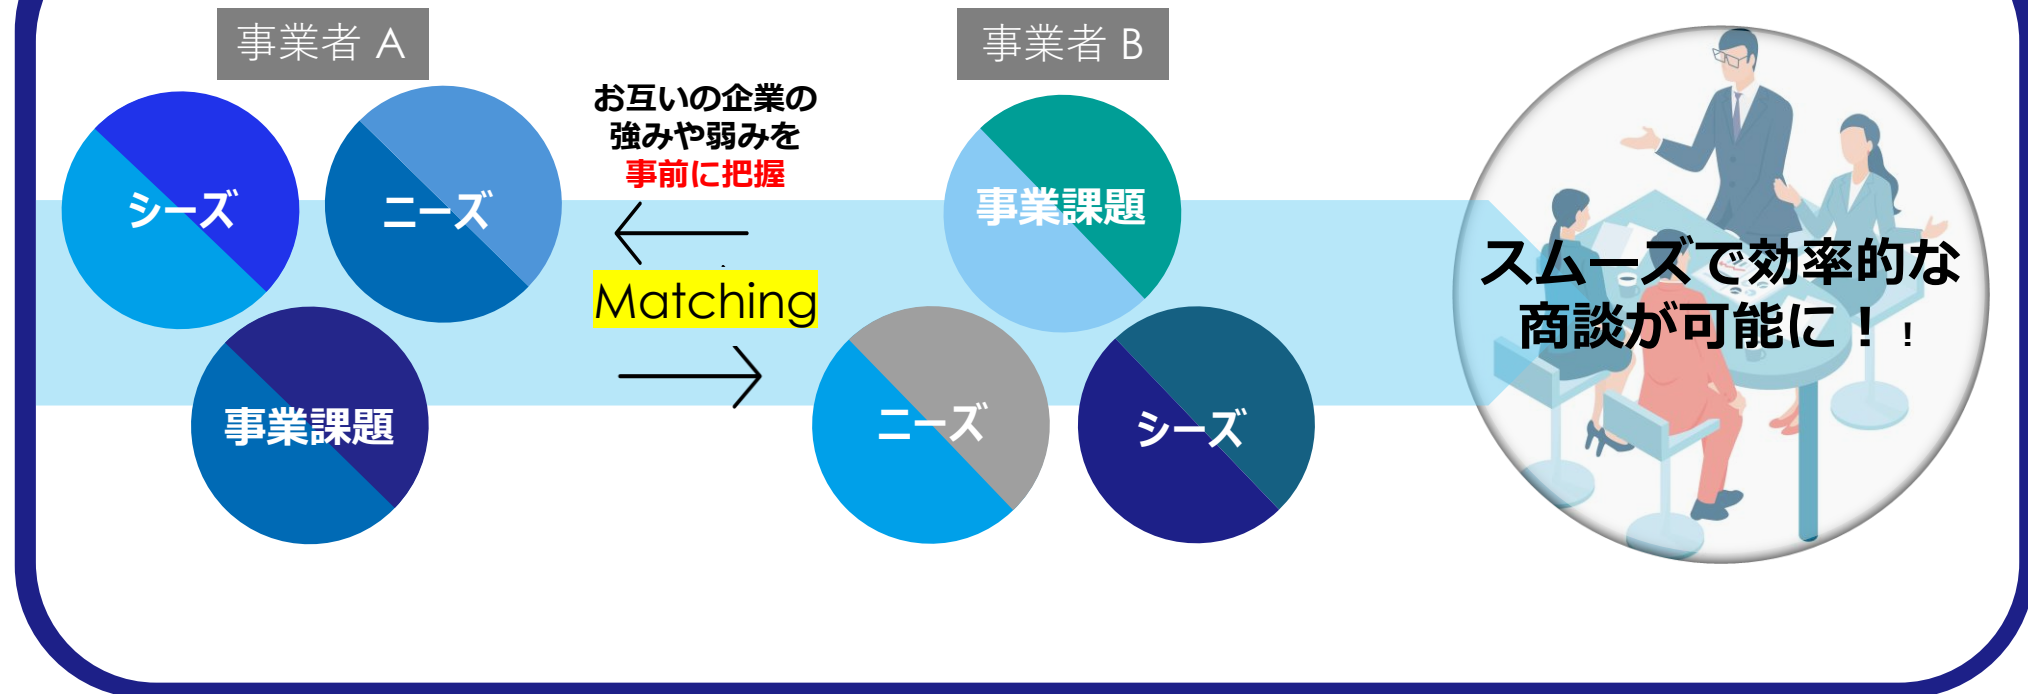 事業者 A
シーズ
ニーズ
事業課題
お互いの企業の
強みや弱みを
事前に把握
Matching
事業者 B
事業課題
ニーズ
シーズ
スムーズで効率的な
商談が可能に！！